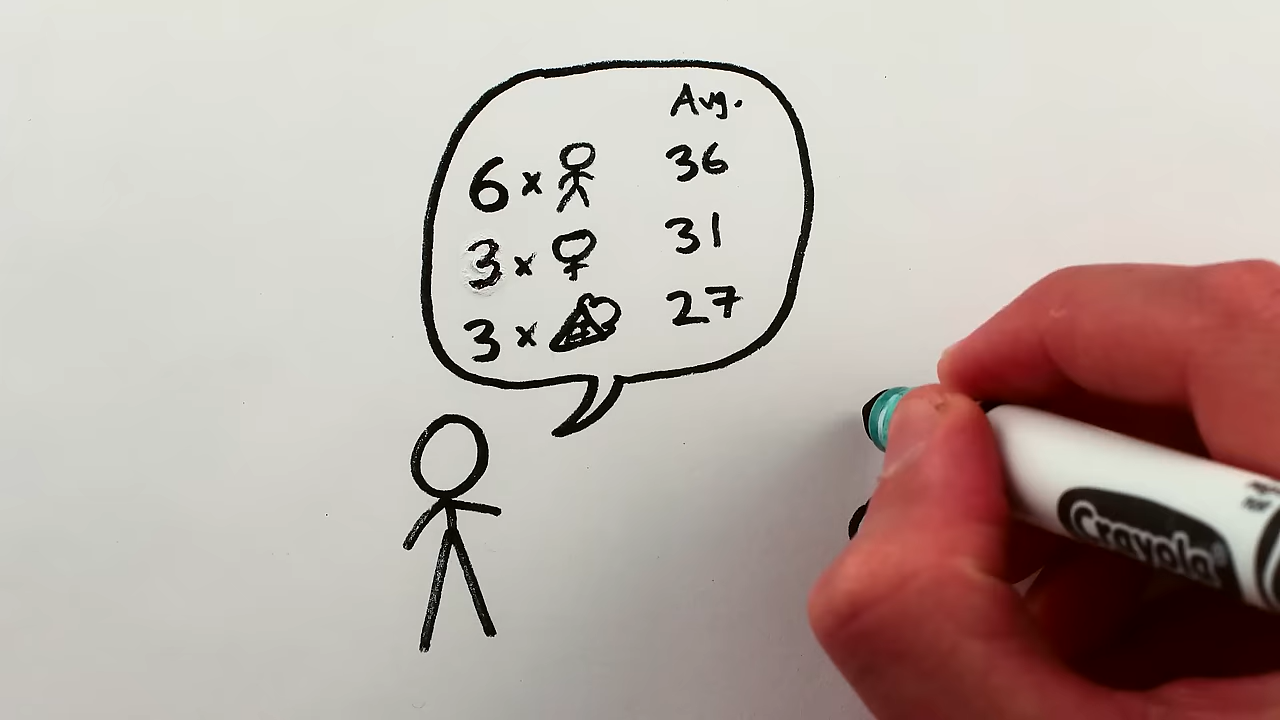 Avg.
6 x 36
3 x 31
3 x 27
Crayola